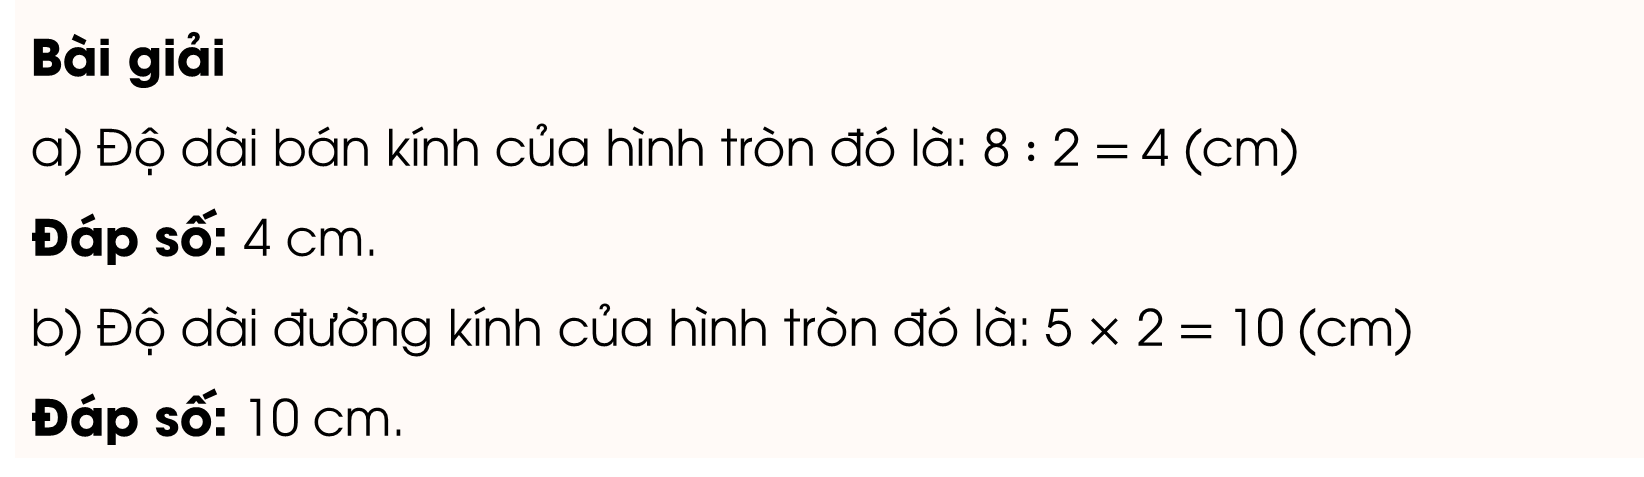 Bài giải
a) Độ dài bán kính của hình tròn đó là: 8 : 2 = 4 (cm)
Đáp số: 4 cm.
b) Độ dài đường kính của hình tròn đó là: 5 × 2 = 10 (cm)
Đáp số: 10 cm.